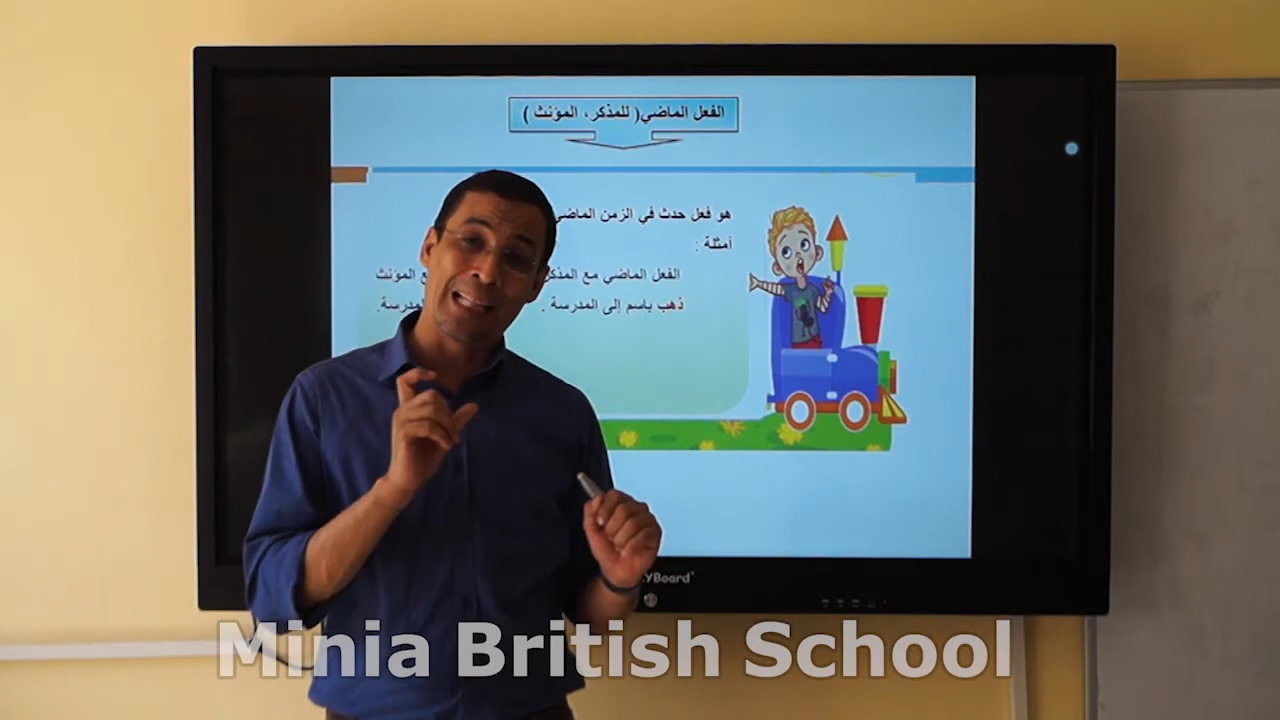 الفعل الماضي( للمذكر، المؤنث )
هو فعل حدث في الزمن الماضي
أمثلة :
الفعل الماضي مع المذكر المؤنث
ذهب باسم إلى المدرسة . المدرسة.
Board
Minia British School